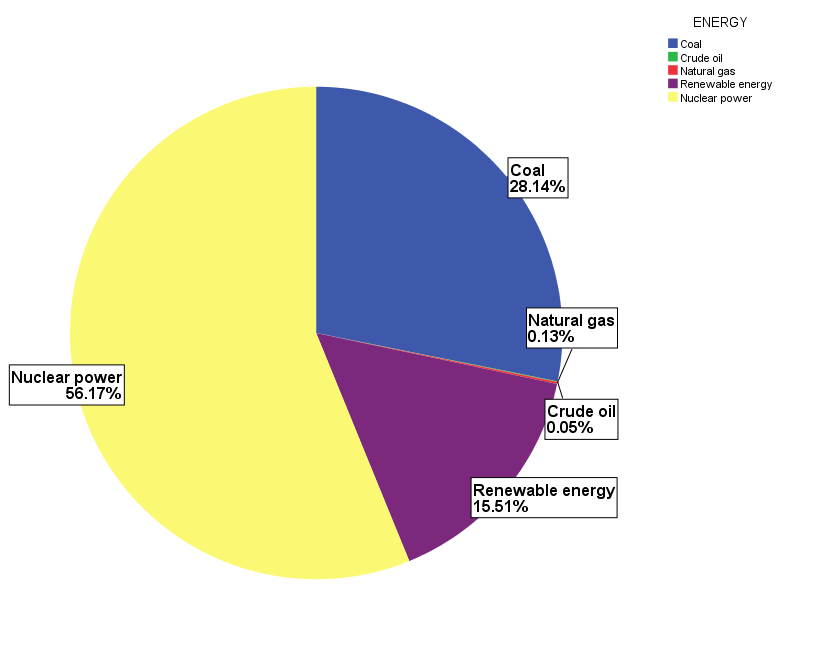 ENERGY
Coal
Crude oil
Natural gas
Renewable energy
Nuclear power
Coal
28.14%
Natural gas
0.13%
Nuclear power
56.17%
Crude oil
0.05%
Renewable energy
15.51%